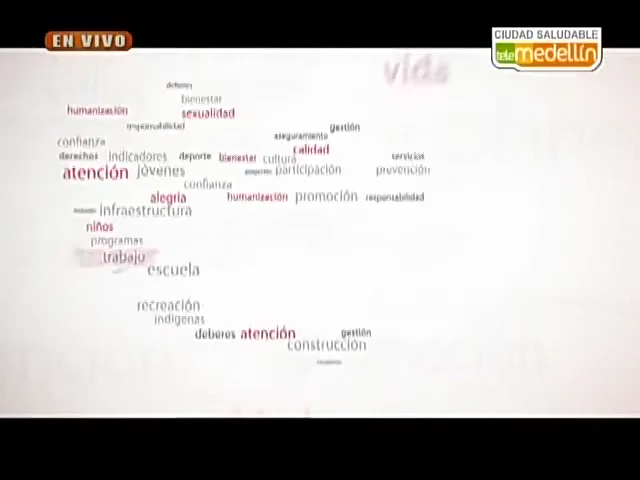 EN VIVO
CIUDAD SALUDABLE
telemedellín
vida
deberes
bienestar
humanización sexualidad
responsabilidad gestión
aseguramiento
confianza calidad
derechos indicadores deporte bienestar cultura servicios
atención jóvenes participación prevención
confianza
alegría humanización promoción responsabilidad
infraestructura
niños
programas
trabajo
escuela
recreación
indígenas
deberes atención gestión
construcción